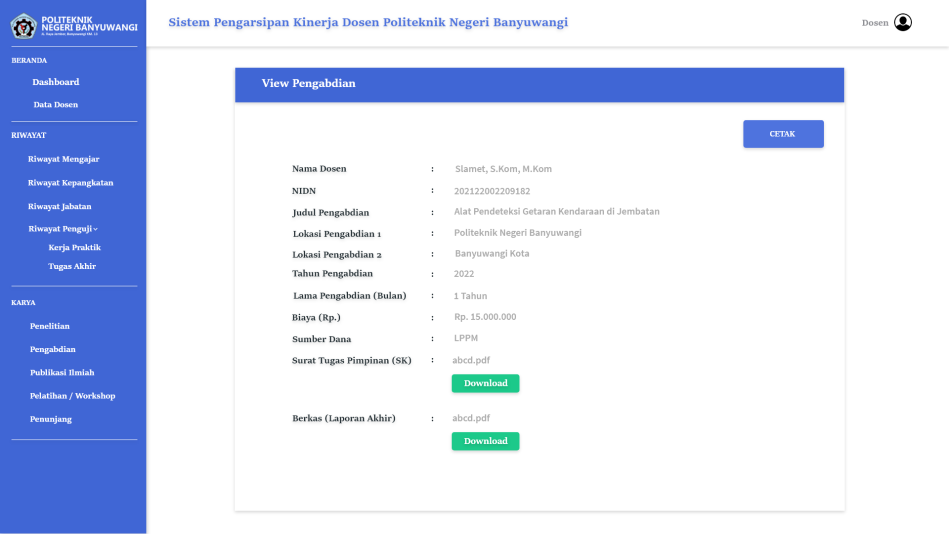 POLITEKNIK
NEGERI BANYUWANGI
Sistem Pengarsipan Kinerja Dosen Politeknik Negeri Banyuwangi
Dosen
BERANDA
Dashboard
Data Dosen
RIWAYAT
Riwayat Mengajar
Riwayat Kepangkatan
Riwayat Jabatan
Riwayat Penguji
Kerja Praktik
Tugas Akhir
KARYA
Penelitian
Pengabdian
Publikasi Ilmiah
Pelatihan / Workshop
Penunjang
View Pengabdian
CETAK
Nama Dosen : Slamet, S.Kom, M.Kom
NIDN : 202122002209182
Judul Pengabdian : Alat Pendeteksi Getaran Kendaraan di Jembatan
Lokasi Pengabdian 1 : Politeknik Negeri Banyuwangi
Lokasi Pengabdian 2 : Banyuwangi Kota
Tahun Pengabdian : 2022
Lama Pengabdian (Bulan) : 1 Tahun
Biaya (Rp.) : Rp. 15.000.000
Sumber Dana : LPPM
Surat Tugas Pimpinan (SK) : abcd.pdf
Download
Berkas (Laporan Akhir) : abcd.pdf
Download